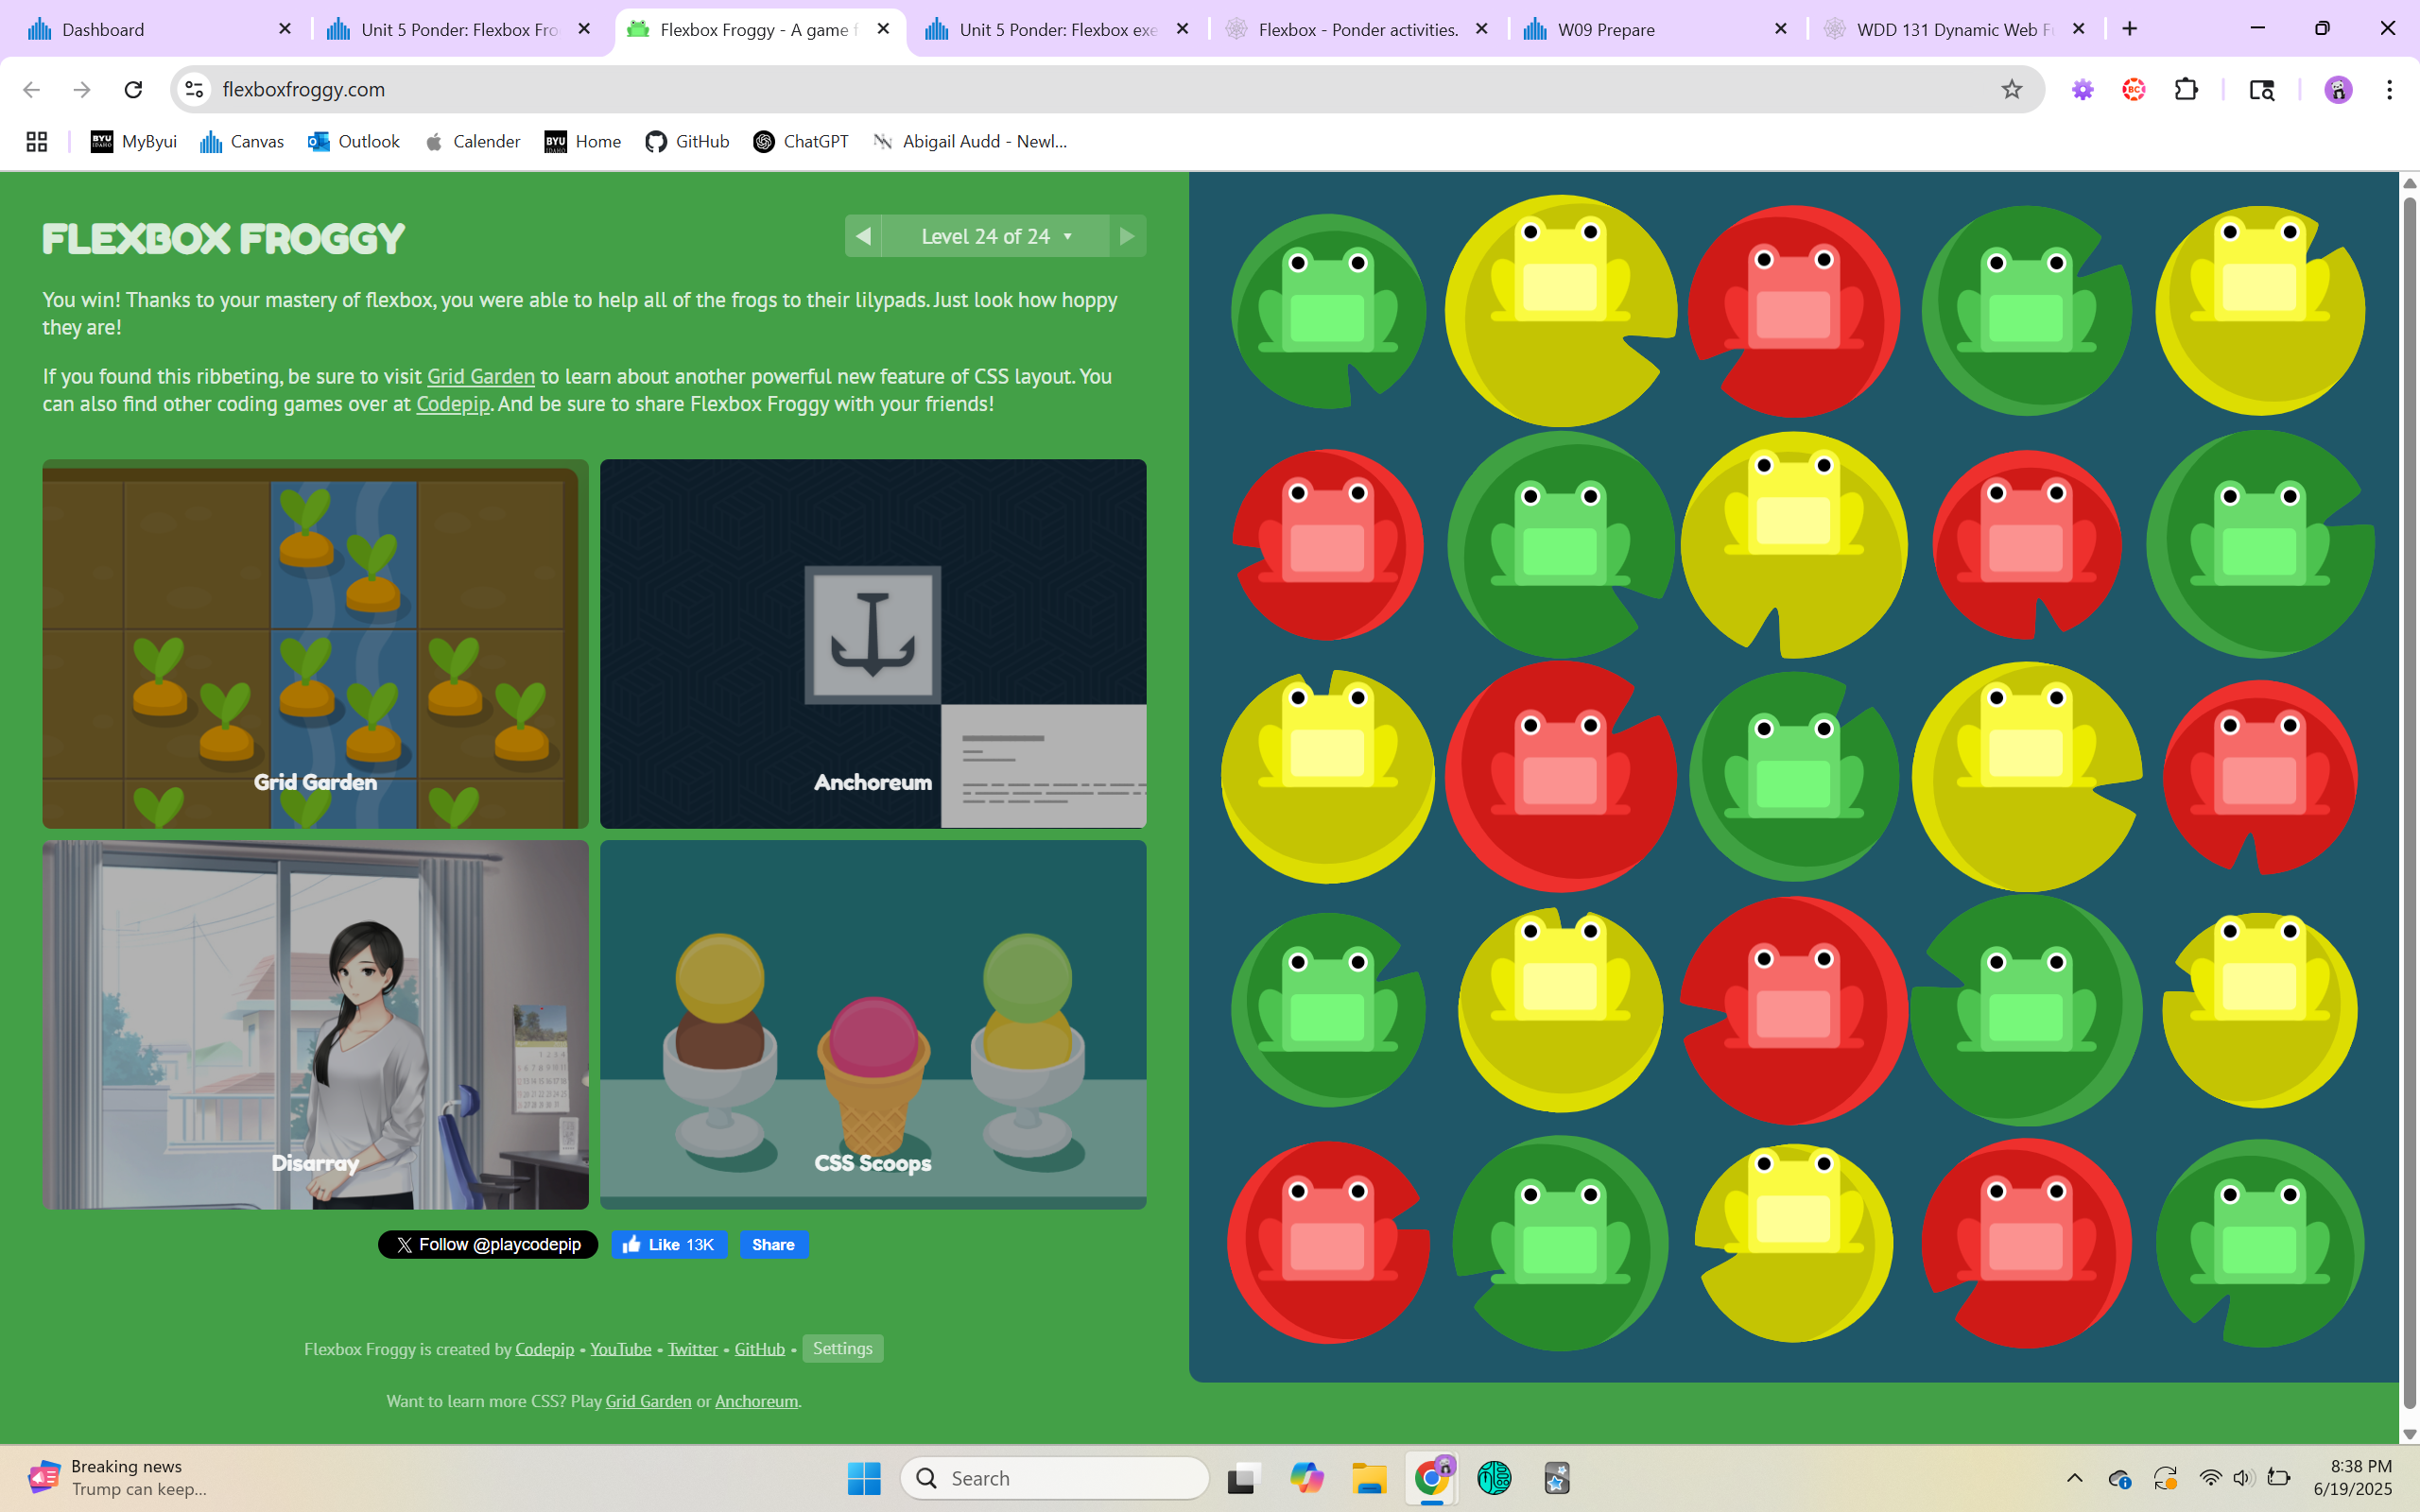 Dashboard
Unit 5 Ponder: Flexbox Fro
Flexbox Froggy - A game f
Unit 5 Ponder: Flexbox exe
Flexbox - Ponder activities.
W09 Prepare
WDD 131 Dynamic Web F
flexboxfroggy.com
BYU IDAHO MyByui
Canvas
Outlook
Calender
BYU IDAHO Home
GitHub
ChatGPT
Abigail Audd - Newl...
FLEXBOX FROGGY
Level 24 of 24
You win! Thanks to your mastery of flexbox, you were able to help all of the frogs to their lilypads. Just look how hoppy
they are!
If you found this ribbeting, be sure to visit Grid Garden to learn about another powerful new feature of CSS layout. You
can also find other coding games over at Codepip. And be sure to share Flexbox Froggy with your friends!
Grid Garden
Anchoreum
Disarray
CSS Scoops
Follow @playcodepip
Like 13K
Share
Flexbox Froggy is created by Codepip • YouTube • Twitter • GitHub • Settings
Want to learn more CSS? Play Grid Garden or Anchoreum.
Breaking news
Trump can keep...
Search
8:38 PM
6/19/2025